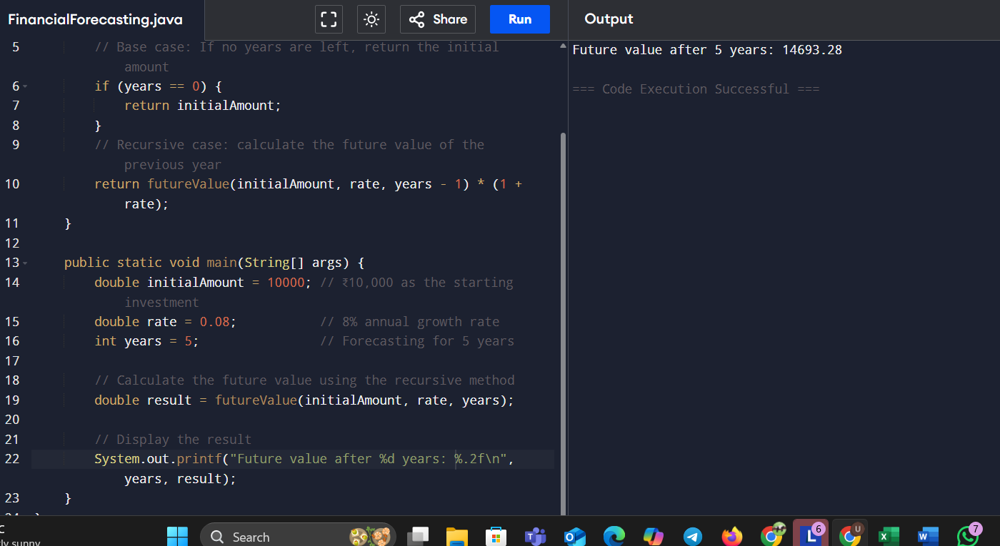 FinancialForecasting.java
Share
Run
Output
5 // Base case: If no years are left, return the initial
amount
6 if (years == 0) {
7 return initialAmount;
8 }
9 // Recursive case: calculate the future value of the
previous year
10 return futureValue(initialAmount, rate, years - 1) * (1 +
rate);
11 }
12
13 public static void main(String[] args) {
14 double initialAmount = 10000; // ₹10,000 as the starting
investment
15 double rate = 0.08; // 8% annual growth rate
16 int years = 5; // Forecasting for 5 years
17
18 // Calculate the future value using the recursive method
19 double result = futureValue(initialAmount, rate, years);
20
21 // Display the result
22 System.out.printf("Future value after %d years: %.2f\n",
years, result);
23 }
Future value after 5 years: 14693.28
=== Code Execution Successful ===
Search
L
6
U
7